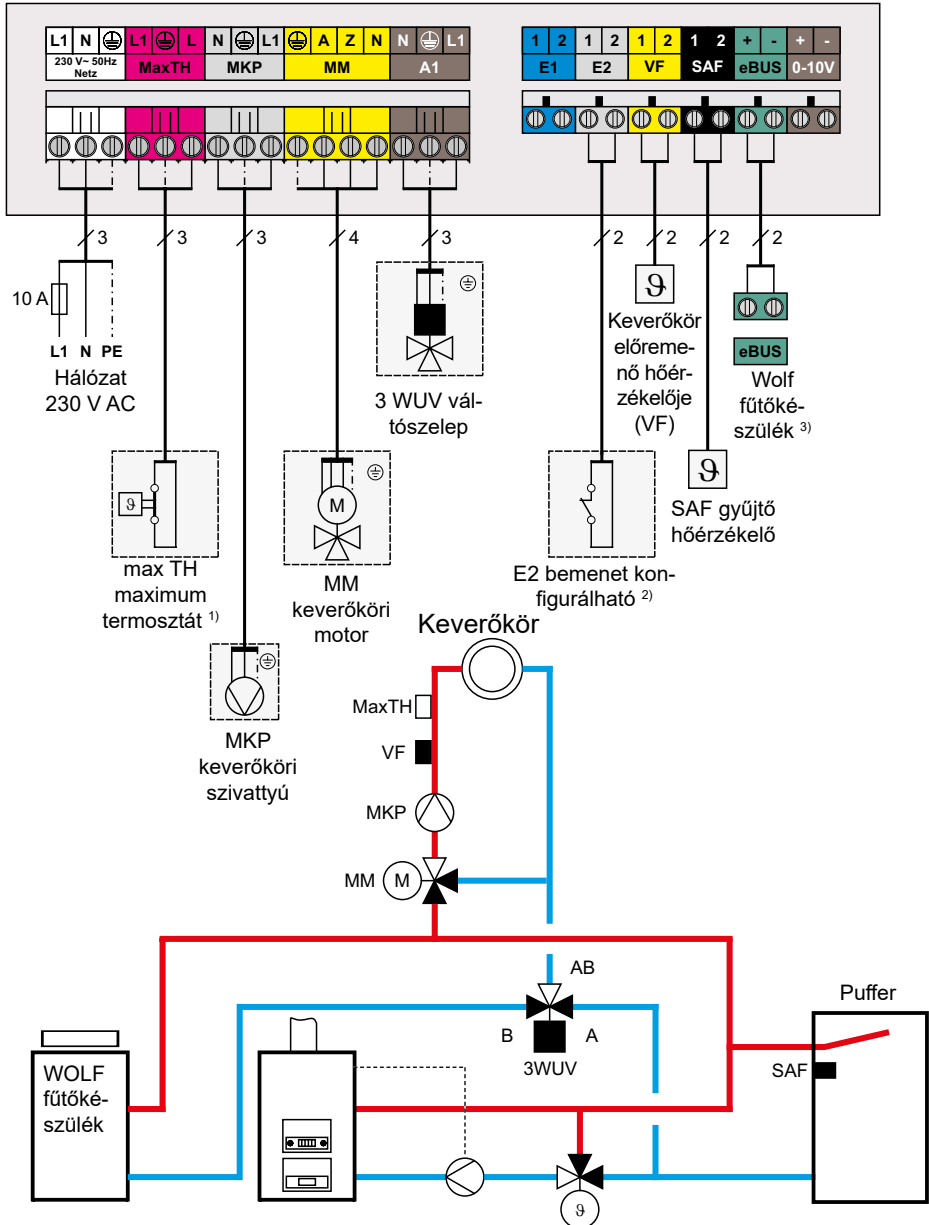 L1 N L1 L N L1 A Z N N L1
230 V~ 50Hz
Netz
MaxTH MKP MM A1
1 2 1 2 1 2 1 2 + - + -
E1 E2 VF SAF eBUS 0-10V
3 3 3 4 3 2 2 2 2
10 A
L1 N PE
Hálózat
230 V AC
3 WUV vál-
tószelep
ϑ
Keverőkör
előreme-
nő hőér-
zékelője
(VF)
eBUS
Wolf
fűtőké-
szülék 3)
ϑ
max TH
maximum
termosztát 1)
M
MM
keverőköri
motor
E2 bemenet kon-
figurálható 2)
ϑ
SAF gyűjtő
hőérzékelő
MKP
keverőköri
szivattyú
Keverőkör
MaxTH
VF
MKP
MM
M
AB
B
A
3WUV
Puffer
SAF
WOLF
fűtőké-
szülék
ϑ